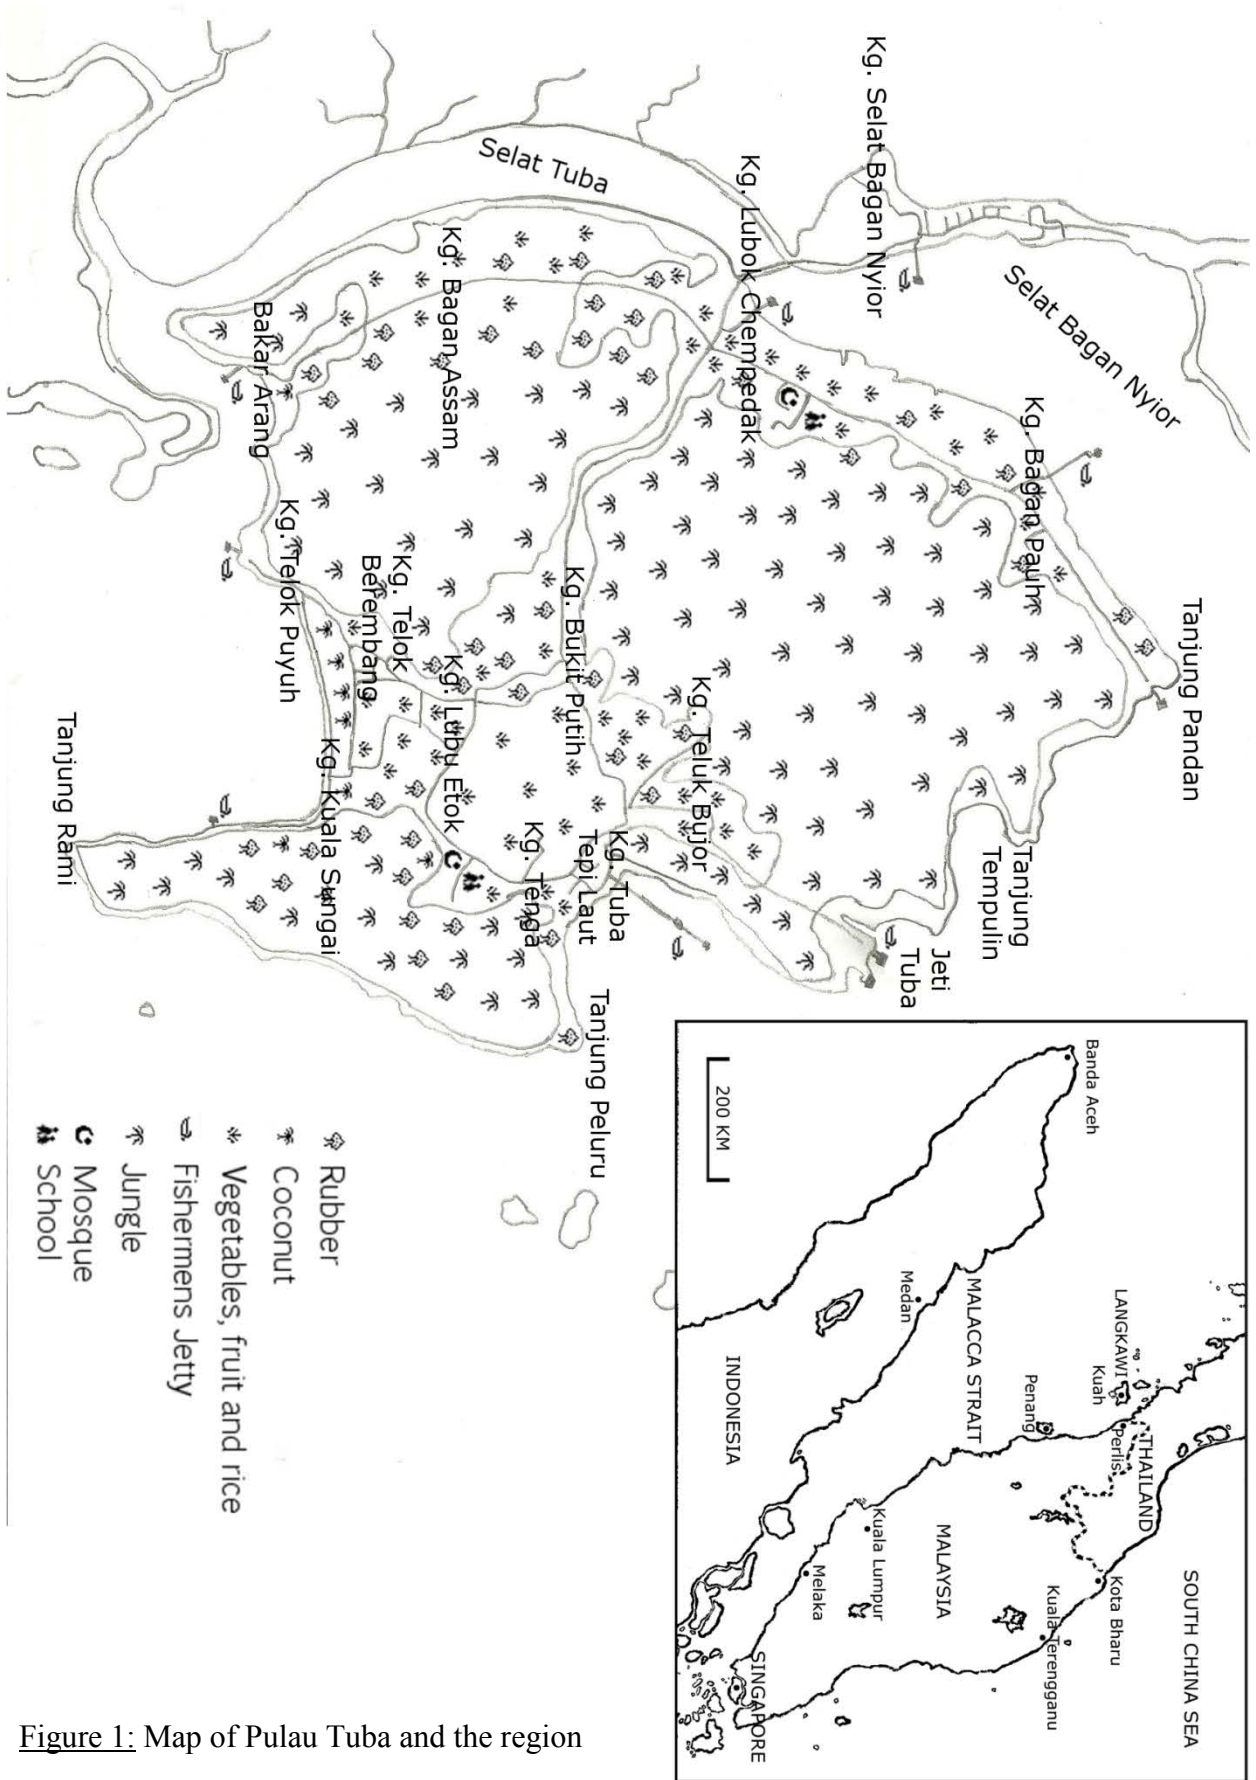 Kg. Selat Bagan Nyior
Selat Bagan Nyior
Tanjung Pandan
Kg. Bagan Pauh
Kg. Lubok Chempedak
Selat Tuba
Tanjung
Tempulin
Jeti
Tuba
Kg. Teluk Bujor
Kg. Tuba
Tepi Laut
Tanjung Peluru
Kg. Bukit Putih
Kg. Tenga
Kg. Bagan Assam
Kg. Lubu Etok
Kg. Telok
Berembang
Kg. Kuala Sungai
Bakar Arang
Kg. Telok Puyuh
Tanjung Rami
Rubber
Coconut
Vegetables, fruit and rice
Fishermens Jetty
Jungle
Mosque
School
SOUTH CHINA SEA
THAILAND
LANGKAWI
Kuah
Perlis
Kota Bharu
Banda Aceh
Penang
Kuala Terengganu
MALACCA STRAIT
MALAYSIA
Medan
Kuala Lumpur
Melaka
INDONESIA
SINGAPORE
200 KM
Figure 1: Map of Pulau Tuba and the region